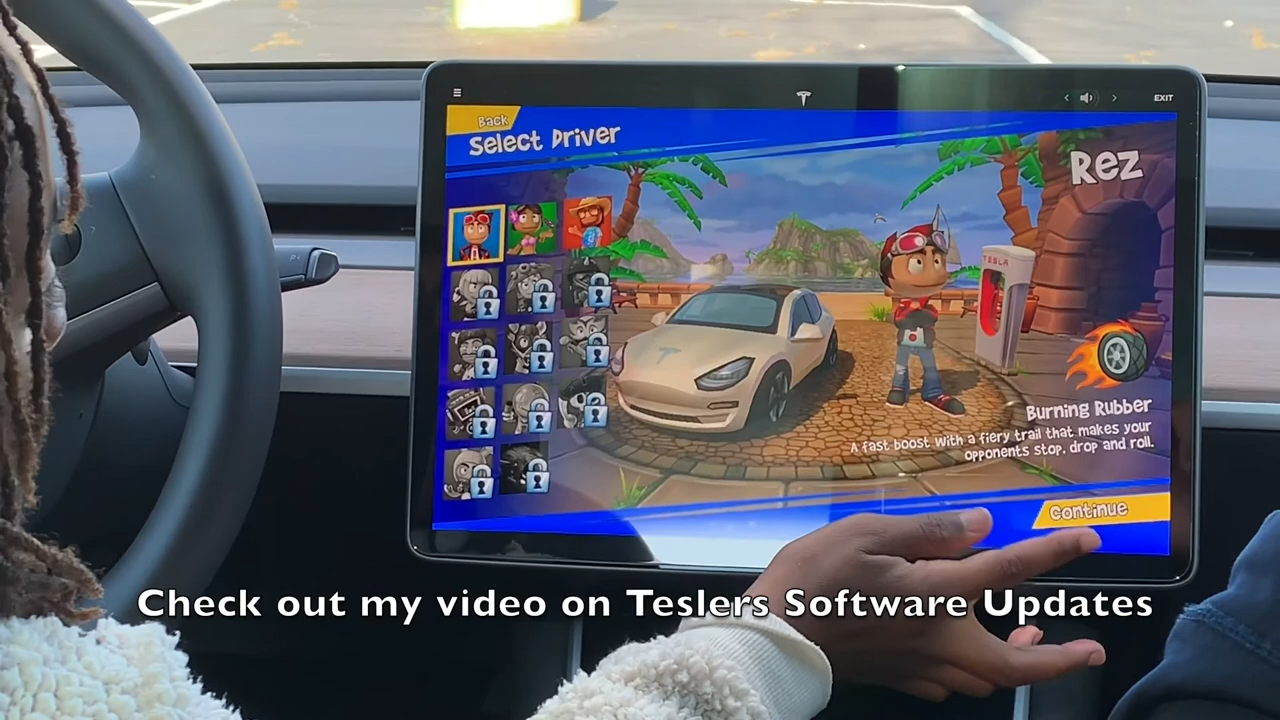 EXIT
Back
Select Driver
Rez
TESLA
Burning Rubber
A fast boost with a fiery trail that makes your
opponents stop, drop and roll.
Continue
Check out my video on Teslers Software Updates